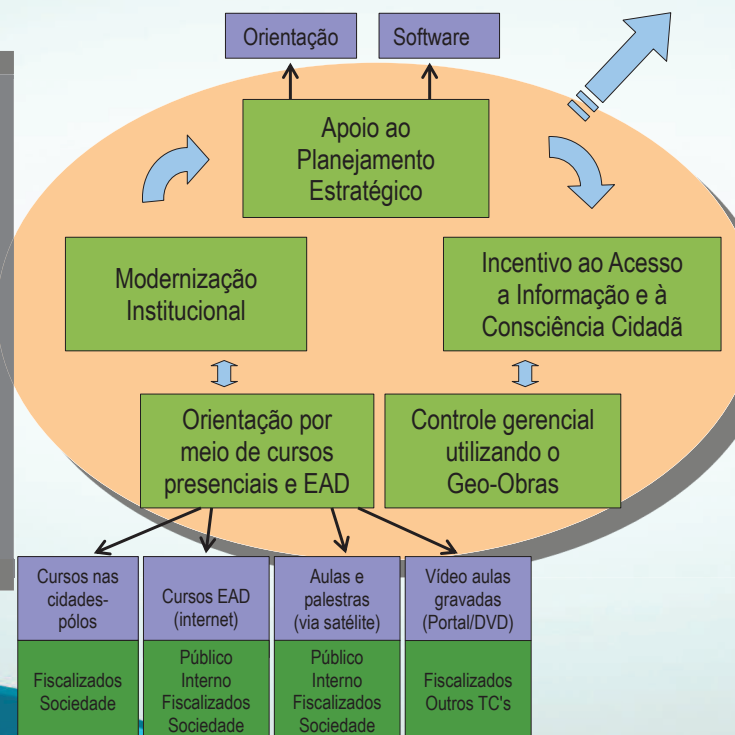 Orientação
Software
Apoio ao
Planejamento
Estratégico
Modernização
Institucional
Incentivo ao Acesso
a Informação e à
Consciência Cidadã
Orientação por
meio de cursos
presenciais e EAD
Controle gerencial
utilizando o
Geo-Obras
Cursos nas
cidades-
pólos
Cursos EAD
(internet)
Aulas e
palestras
(via satélite)
Vídeo aulas
gravadas
(Portal/DVD)
Fiscalizados
Sociedade
Público
Interno
Fiscalizados
Sociedade
Público
Interno
Fiscalizados
Sociedade
Fiscalizados
Outros TC's